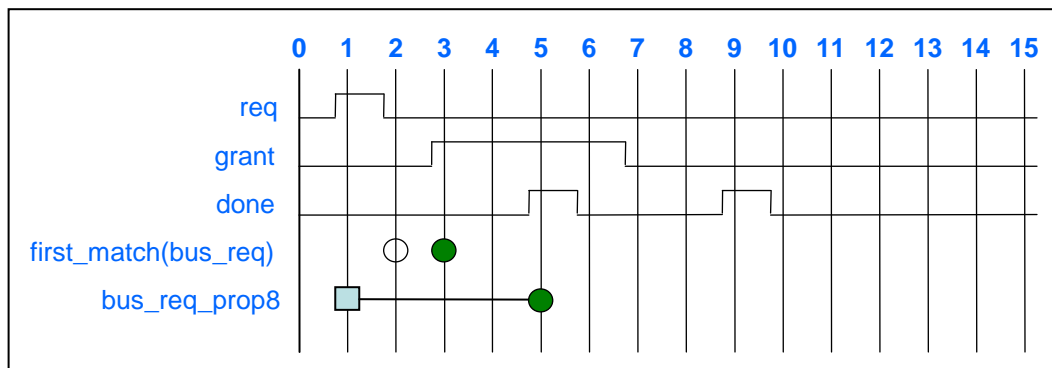 0 1 2 3 4 5 6 7 8 9 10 11 12 13 14 15
req
grant
done
first_match(bus_req)
bus_req_prop8